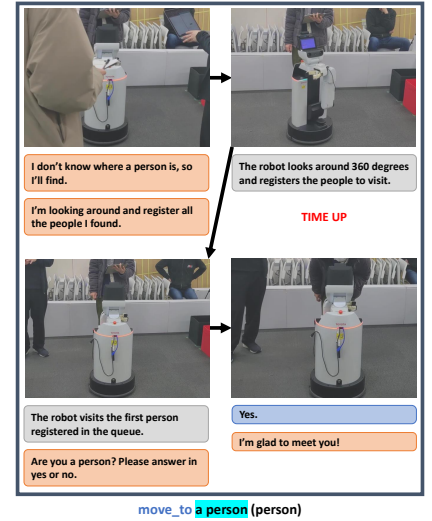 I don't know where a person is, so
I'll find.
I'm looking around and register all
the people I found.
The robot looks around 360 degrees
and registers the people to visit.
TIME UP
The robot visits the first person
registered in the queue.
Are you a person? Please answer in
yes or no.
Yes.
I'm glad to meet you!
move_to a person (person)